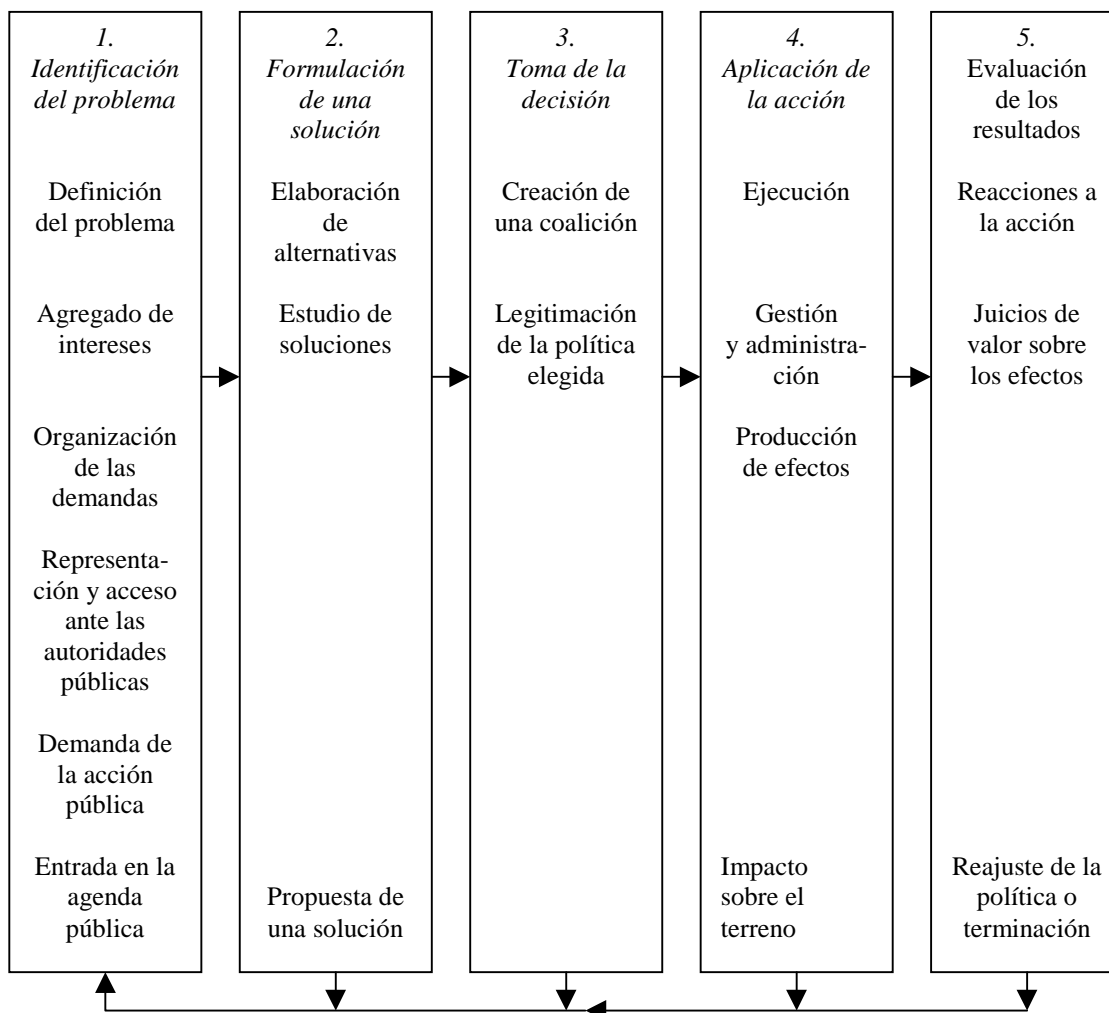 1.
Identificación
del problema
Definición
del problema
Agregado de
intereses
Organización
de las
demandas
Representa-
ción y acceso
ante las
autoridades
públicas
Demanda de
la acción
pública
Entrada en la
agenda
pública
2.
Formulación
de una
solución
Elaboración
de
alternativas
Estudio de
soluciones
Propuesta de
una solución
3.
Toma de la
decisión
Creación de
una coalición
Legitimación
de la política
elegida
4.
Aplicación de
la acción
Ejecución
Gestión
y administra-
ción
Producción
de efectos
Impacto
sobre el
terreno
5.
Evaluación
de los
resultados
Reacciones a
la acción
Juicios de
valor sobre
los efectos
Reajuste de la
política o
terminación